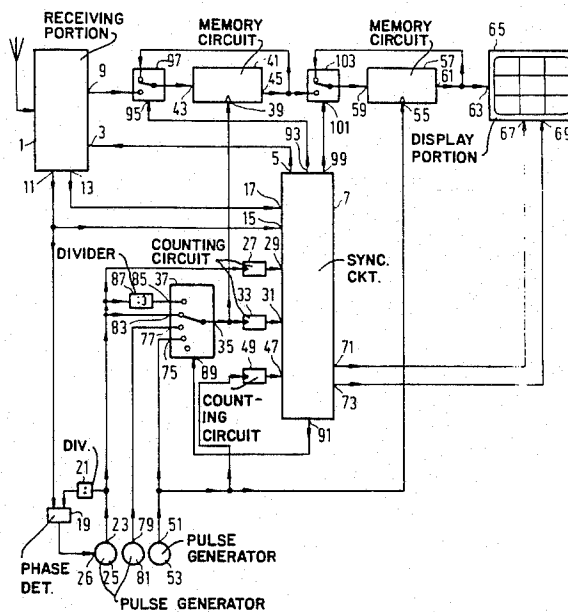 RECEIVING
PORTION
MEMORY
CIRCUIT
MEMORY
CIRCUIT
65
97
41
103
57
9
45
61
43
39
59
55
63
95
93
101
1
3
DISPLAY
PORTION
67
69
5
99
11
13
17
7
15
DIVIDER
COUNTING
CIRCUIT
27
29
SYNC.
CKT.
87
85
37
:3
33
31
83
77
35
49
47
71
75
89
73
COUNT-
ING
CIRCUIT
91
DIV.
21
:
23
79
51
PULSE
GENERATOR
19
26
25
81
53
PHASE
DET.
PULSE GENERATOR